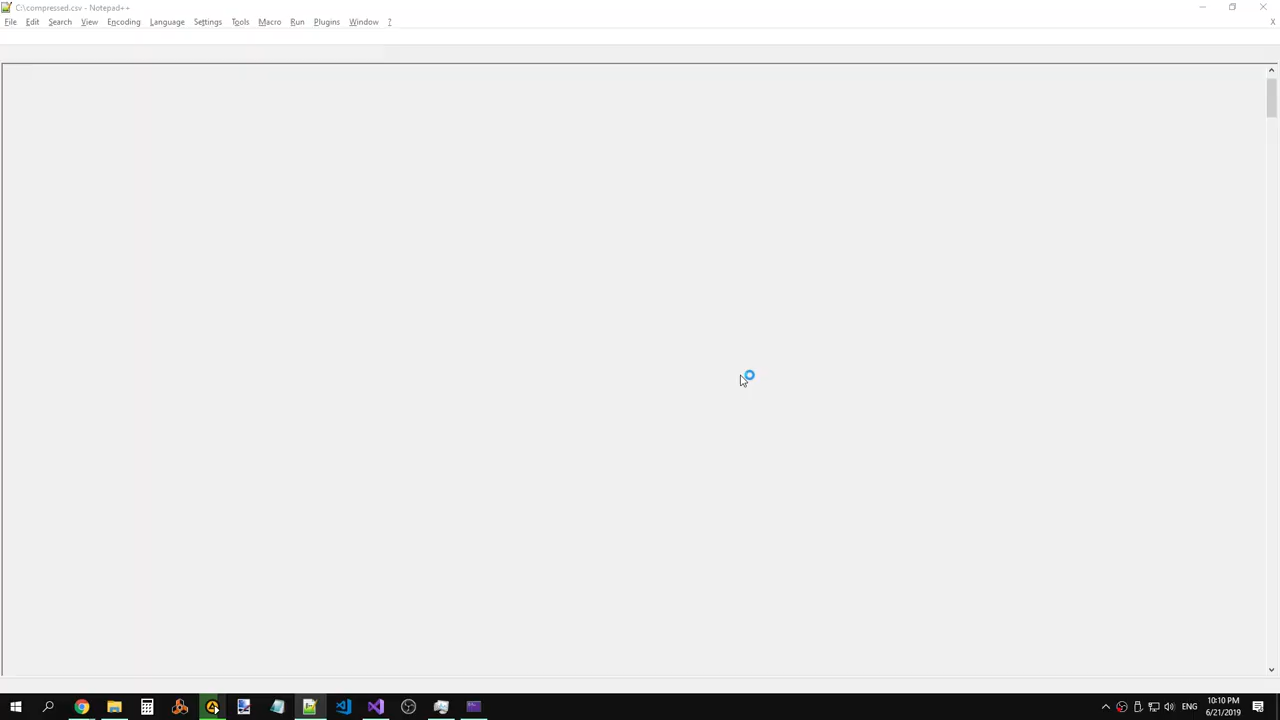 C:\compressed.csv - Notepad++
File Edit Search View Encoding Language Settings Tools Macro Run Plugins Window ? X
ENG
10:10 PM
6/21/2019